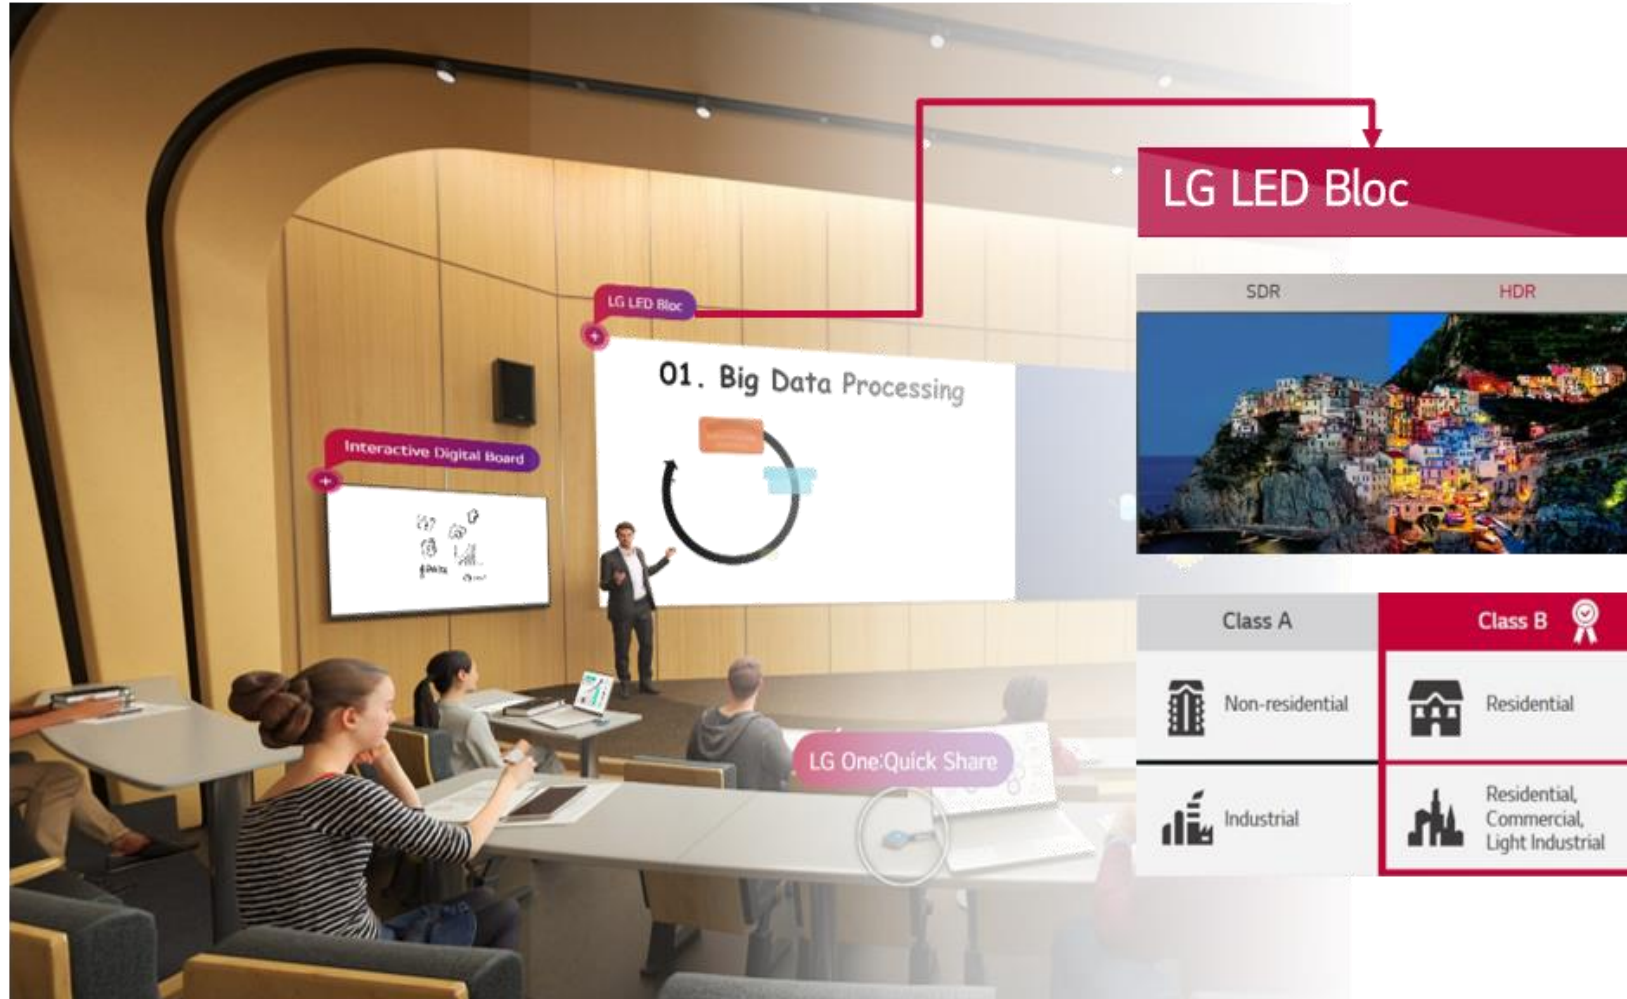 LG LED Bloc
SDR
HDR
LG LED Bloc
01. Big Data Processing
Interactive Digital Board
Class A
Class B
Non-residential
Residential
LG One:Quick Share
Industrial
Residential,
Commercial,
Light Industrial